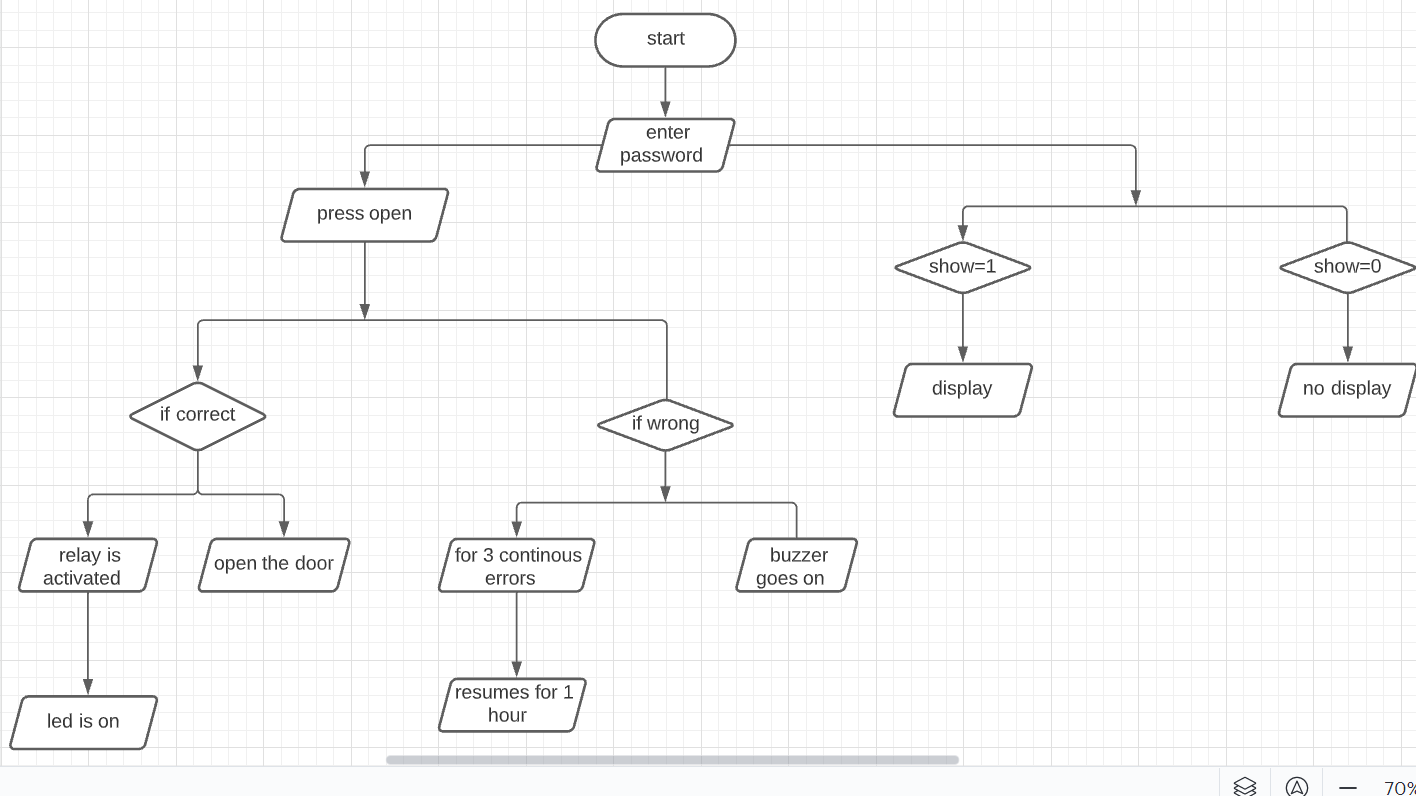 start
enter
password
press open
show=1
show=0
display
no display
if correct
if wrong
relay is
activated
open the door
for 3 continous
errors
buzzer
goes on
resumes for 1
hour
led is on
70%